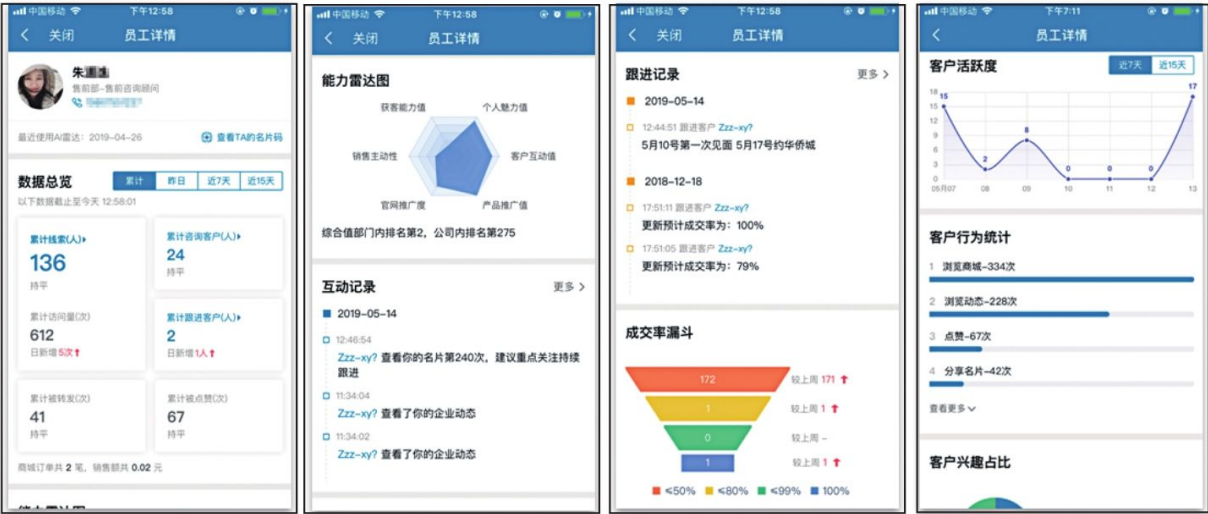 中国移动 下午12:58
关闭 员工详情
朱
售前部-售前咨询顾问
最近使用AI雷达：2019-04-26 查看TA的名片码
数据总览 累计 昨日 近7天 近15天
以下数据截止至今天 12:58:01
累计线索(人) 累计咨询客户(人)
136 24
持平 持平
累计访问量(次) 累计跟进客户(人)
612 2
日新增 5次 日新增 1人
累计被转发(次) 累计被点赞(次)
41 67
持平 持平
商城订单共 2 笔，销售额共 0.02 元
能力雷达图
中国移动 下午12:58
关闭 员工详情
能力雷达图
获客能力值 个人魅力值
销售主动性 客户互动值
官网推广度 产品推广值
综合值部门内排名第2，公司内排名第275
互动记录 更多
2019-05-14
12:46:54
Zzz-xy? 查看你的名片第240次，建议重点关注持续
跟进
11:34:04
Zzz-xy? 查看了你的企业动态
11:34:02
Zzz-xy? 查看了你的企业动态
中国移动 下午12:58
关闭 员工详情
跟进记录 更多
2019-05-14
12:44:51 跟进客户 Zzz-xy?
5月10号第一次见面 5月17号约华侨城
2018-12-18
17:51:11 跟进客户 Zzz-xy?
更新预计成交率为：100%
17:51:05 跟进客户 Zzz-xy?
更新预计成交率为：79%
成交率漏斗
172 较上周 171
1 较上周 1
0 较上周 -
1 较上周 1
≤50% ≤80% ≤99% 100%
中国移动 下午7:11
员工详情
客户活跃度 近7天 近15天
18
15
12
9
6
3
0
15 2 8 0 0 0 17
05月07 08 09 10 11 12 13
客户行为统计
1 浏览商城-334次
2 浏览动态-228次
3 点赞-67次
4 分享名片-42次
查看更多
客户兴趣占比